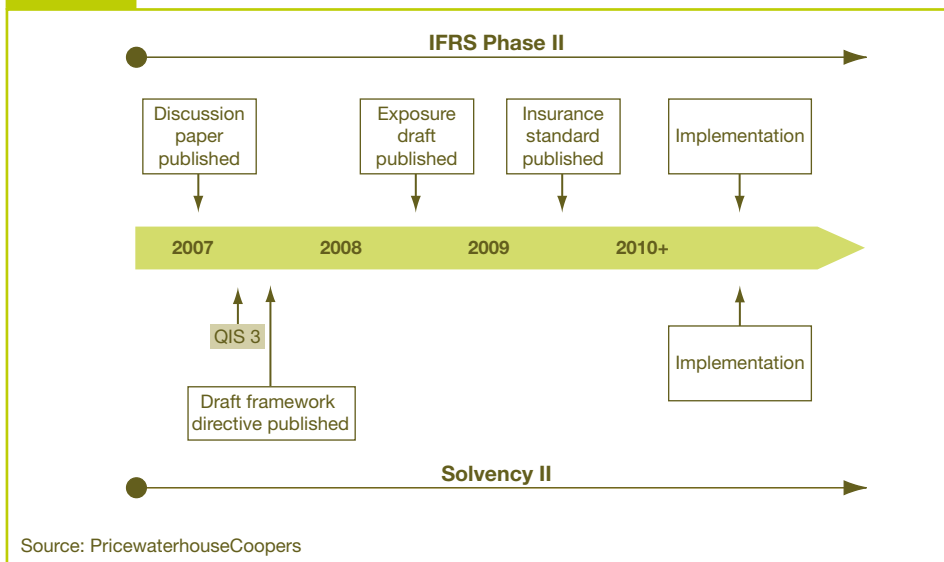 IFRS Phase II
Discussion
paper
published
Exposure
draft
published
Insurance
standard
published
Implementation
2007 2008 2009 2010+
QIS 3
Draft framework
directive published
Implementation
Solvency II
Source: PricewaterhouseCoopers